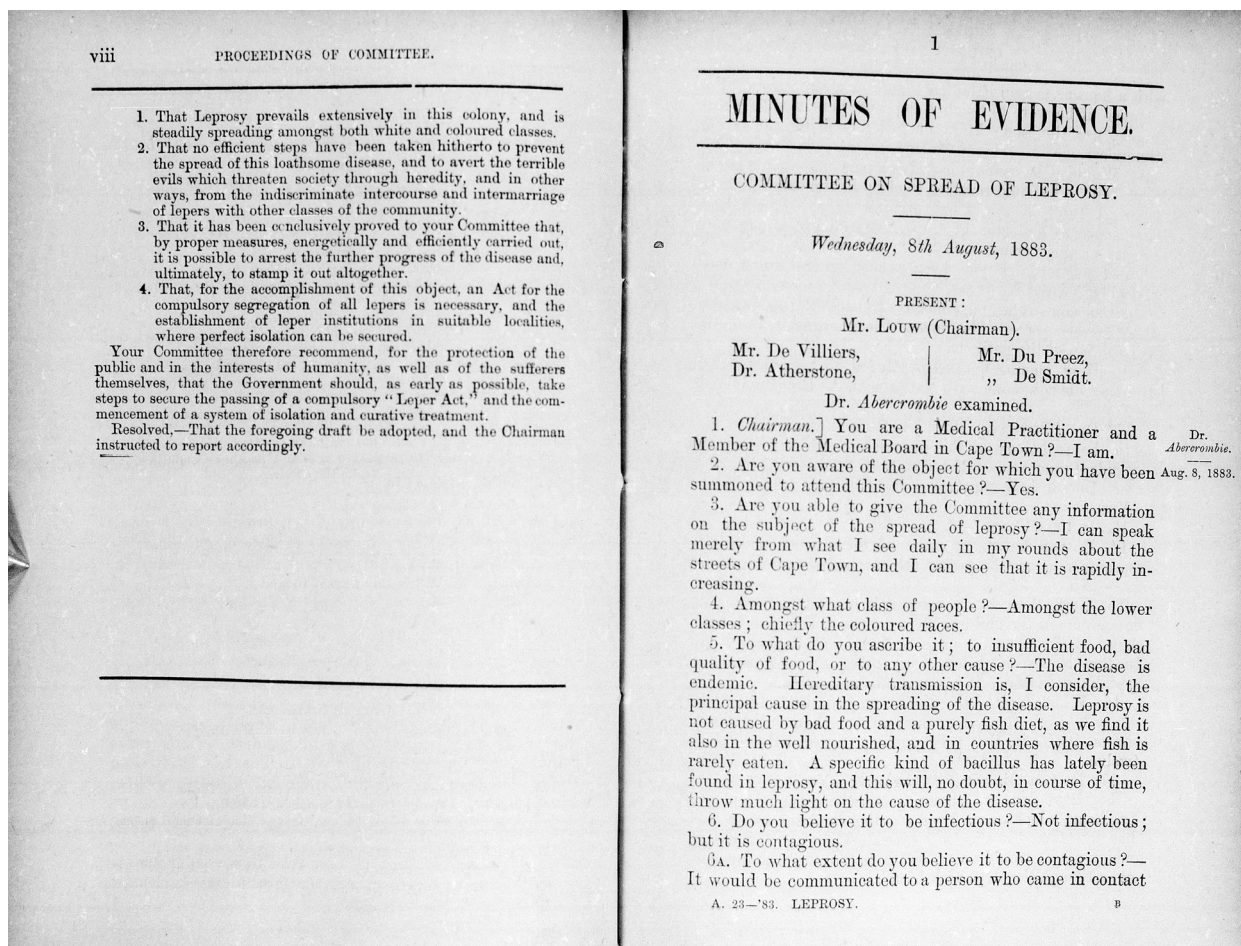 viii PROCEEDINGS OF COMMITTEE.
1. That Leprosy prevails extensively in this colony, and is
steadily spreading amongst both white and coloured classes.
2. That no efficient steps have been taken hitherto to prevent
the spread of this loathsome disease, and to avert the terrible
evils which threaten society through heredity, and in other
ways, from the indiscriminate intercourse and intermarriage
of lepers with other classes of the community.
3. That it has been conclusively proved to your Committee that,
by proper measures, energetically and efficiently carried out,
it is possible to arrest the further progress of the disease and,
ultimately, to stamp it out altogether.
4. That, for the accomplishment of this object, an Act for the
compulsory segregation of all lepers is necessary, and the
establishment of leper institutions in suitable localities,
where perfect isolation can be secured.
Your Committee therefore recommend, for the protection of the
public and in the interests of humanity, as well as of the sufferers
themselves, that the Government should, as early as possible, take
steps to secure the passing of a compulsory "Leper Act," and the com-
mencement of a system of isolation and curative treatment.
Resolved,—That the foregoing draft be adopted, and the Chairman
instructed to report accordingly.
1
MINUTES OF EVIDENCE.
COMMITTEE ON SPREAD OF LEPROSY.
Wednesday, 8th August, 1883.
PRESENT:
Mr. LOUW (Chairman).
Mr. De Villiers,
Dr. Atherstone,
Mr. Du Preez,
„ De Smidt.
Dr. Abercrombie examined.
1. Chairman.] You are a Medical Practitioner and a
Member of the Medical Board in Cape Town?—I am.
2. Are you aware of the object for which you have been
summoned to attend this Committee?—Yes.
3. Are you able to give the Committee any information
on the subject of the spread of leprosy?—I can speak
merely from what I see daily in my rounds about the
streets of Cape Town, and I can see that it is rapidly in-
creasing.
4. Amongst what class of people?—Amongst the lower
classes; chiefly the coloured races.
5. To what do you ascribe it; to insufficient food, bad
quality of food, or to any other cause?—The disease is
endemic. Hereditary transmission is, I consider, the
principal cause in the spreading of the disease. Leprosy is
not caused by bad food and a purely fish diet, as we find it
also in the well nourished, and in countries where fish is
rarely eaten. A specific kind of bacillus has lately been
found in leprosy, and this will, no doubt, in course of time,
throw much light on the cause of the disease.
6. Do you believe it to be infectious?—Not infectious;
but it is contagious.
6A. To what extent do you believe it to be contagious?—
It would be communicated to a person who came in contact
Dr.
Abercrombie.
Aug. 8, 1883.
A. 23—'83. LEPROSY. B